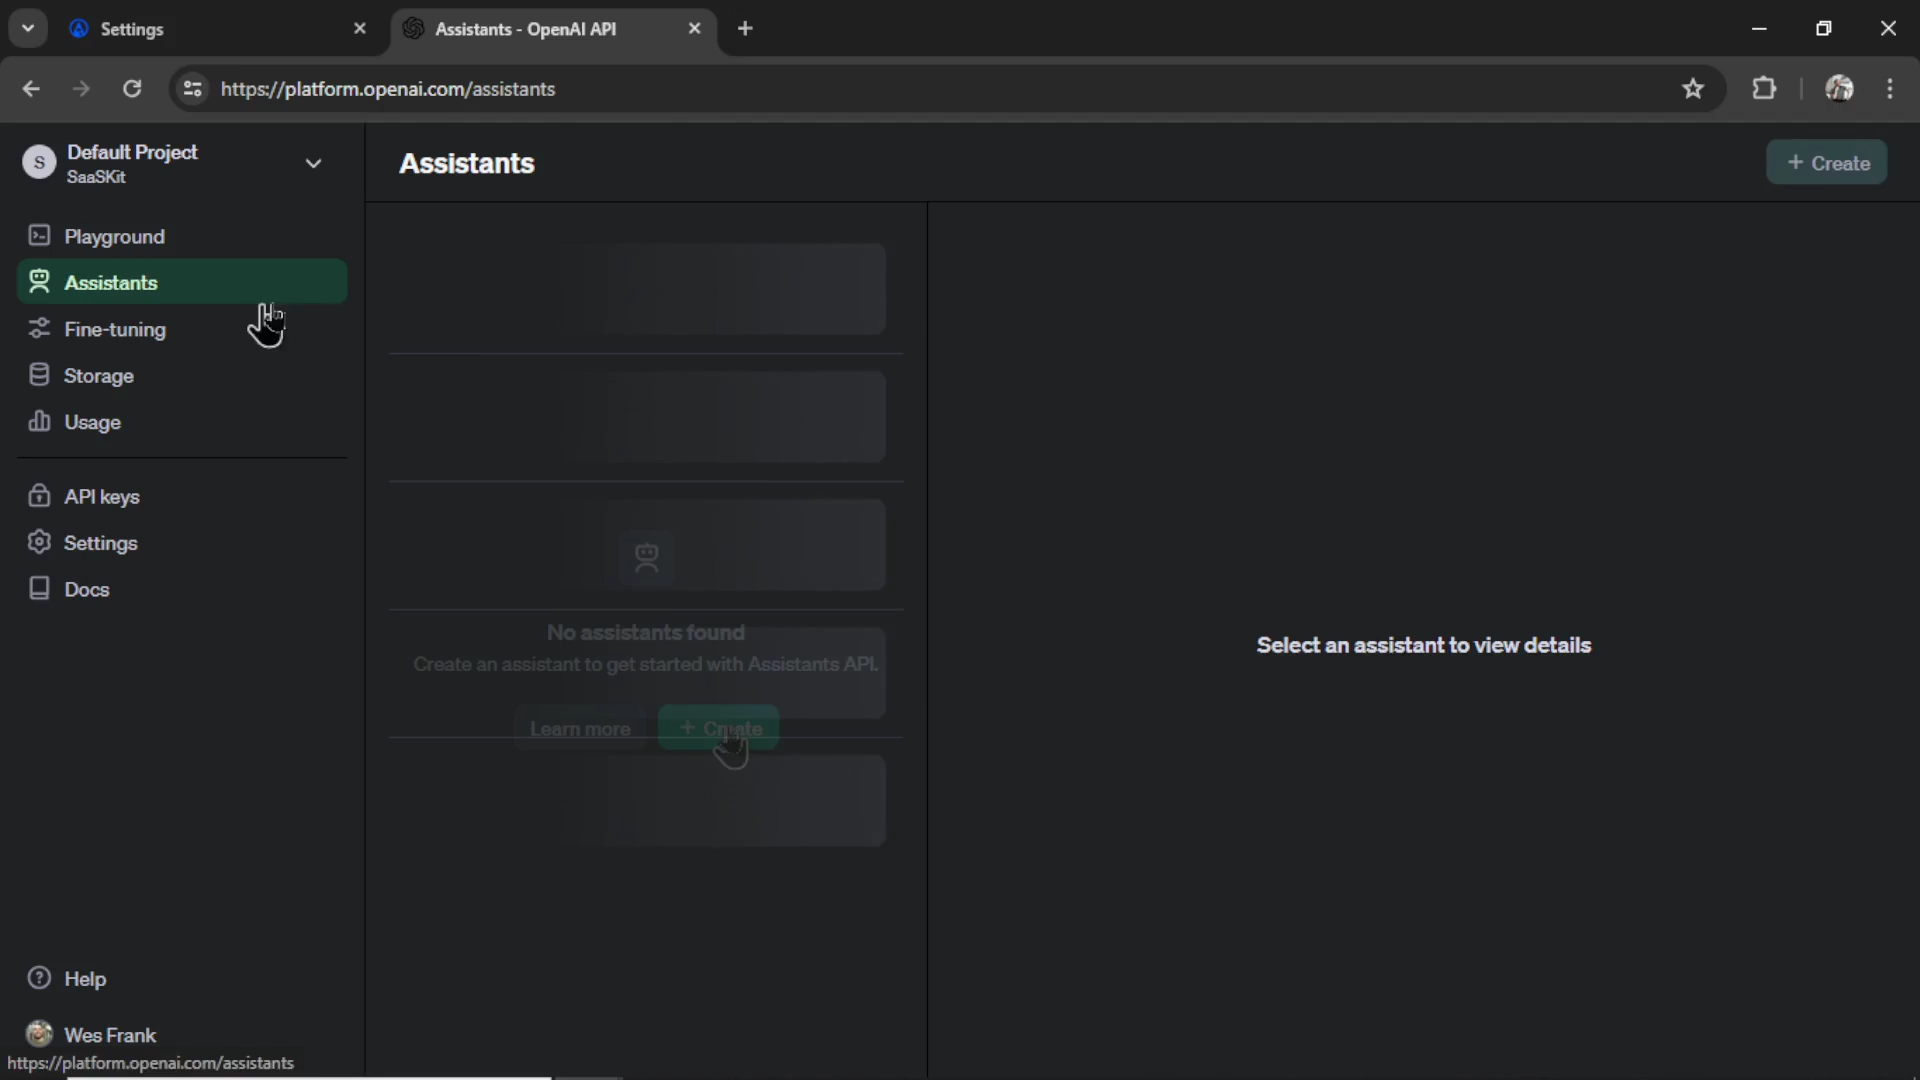 Settings
Assistants - OpenAI API
https://platform.openai.com/assistants
S
Default Project
SaaSKit
Playground
Assistants
Fine-tuning
Storage
Usage
API keys
Settings
Docs
Help
Wes Frank
https://platform.openai.com/assistants
Assistants
+ Create
No assistants found
Create an assistant to get started with Assistants API.
Learn more
+ Create
Select an assistant to view details